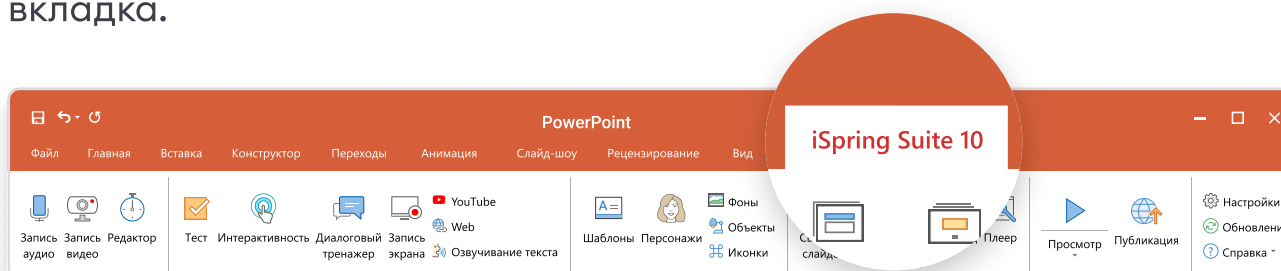 вкладка.
PowerPoint
Файл Главная Вставка Конструктор Переходы Анимация Слайд-шоу Рецензирование Вид
iSpring Suite 10
Запись аудио
Запись видео
Редактор
Тест
Интерактивность
Диалоговый тренажер
Запись экрана
YouTube
Web
Озвучивание текста
Шаблоны
Персонажи
Фоны
Объекты
Иконки
Плеер
Просмотр
Публикация
Настройки
Справка